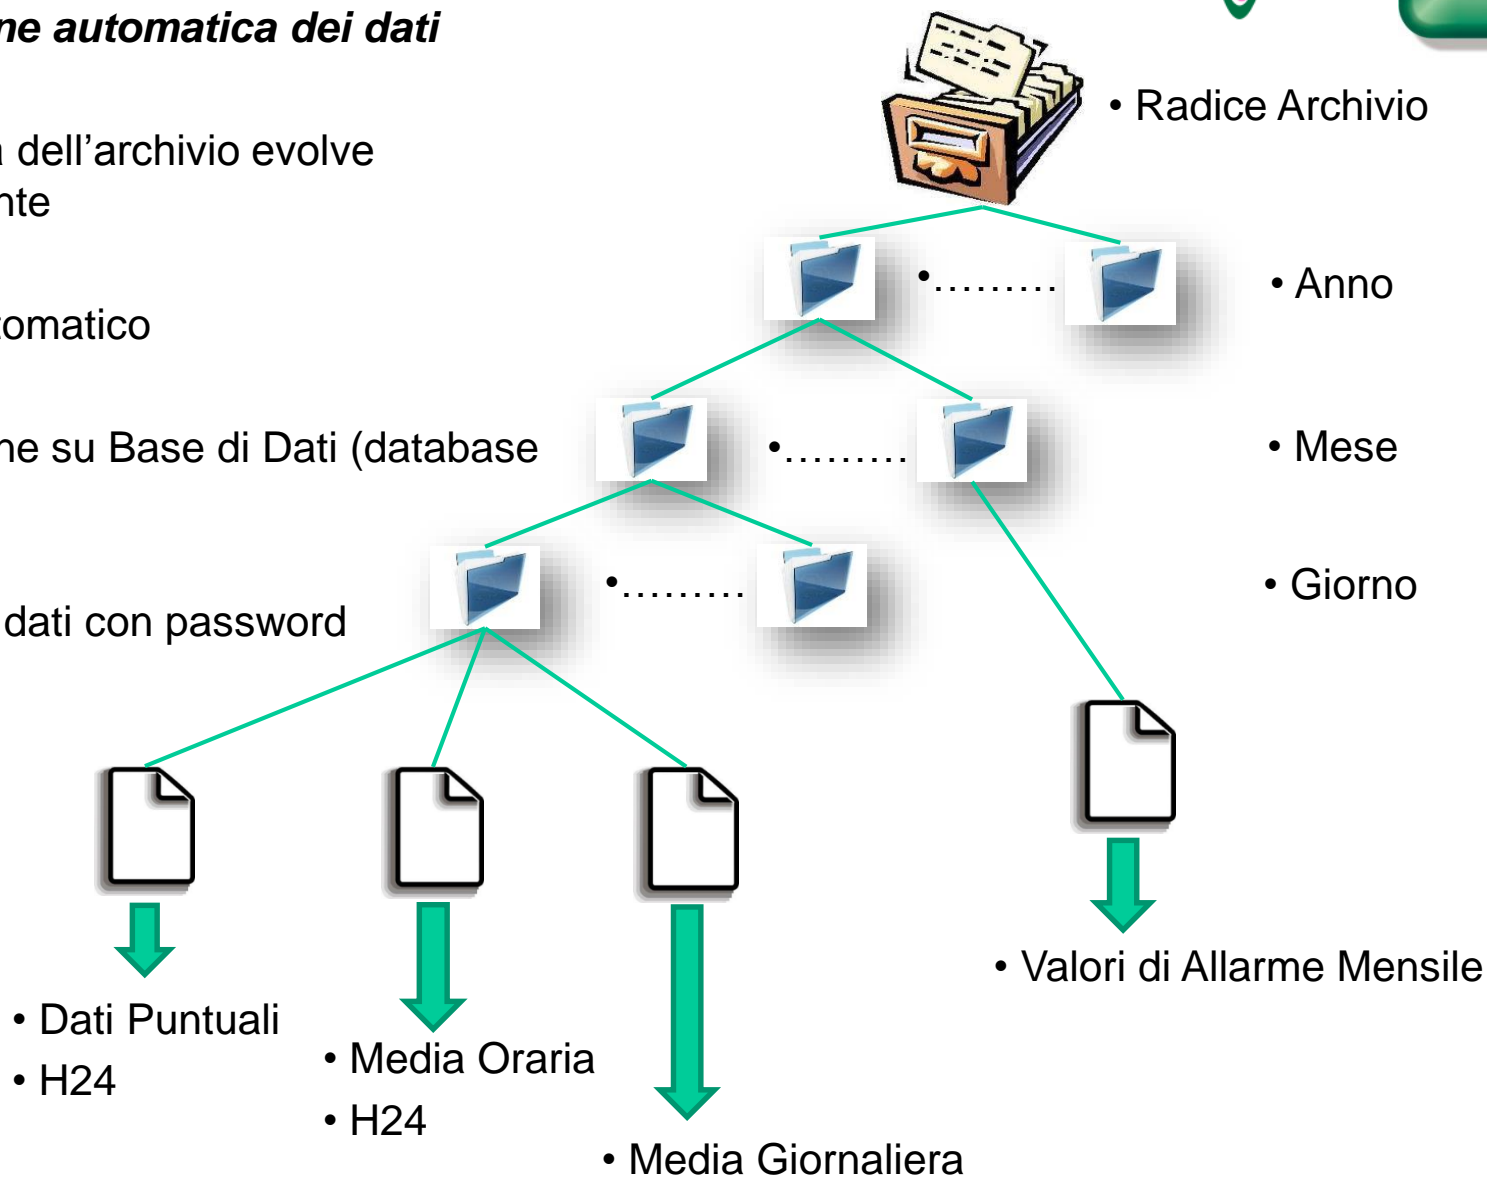 ne automatica dei dati
• Radice Archivio
a dell’archivio evolve
nte
•......... 
• Anno
tomatico
ne su Base di Dati (database
•.........
• Mese
•.........
• Giorno
dati con password
• Valori di Allarme Mensile
• Dati Puntuali
• H24
• Media Oraria
• H24
• Media Giornaliera